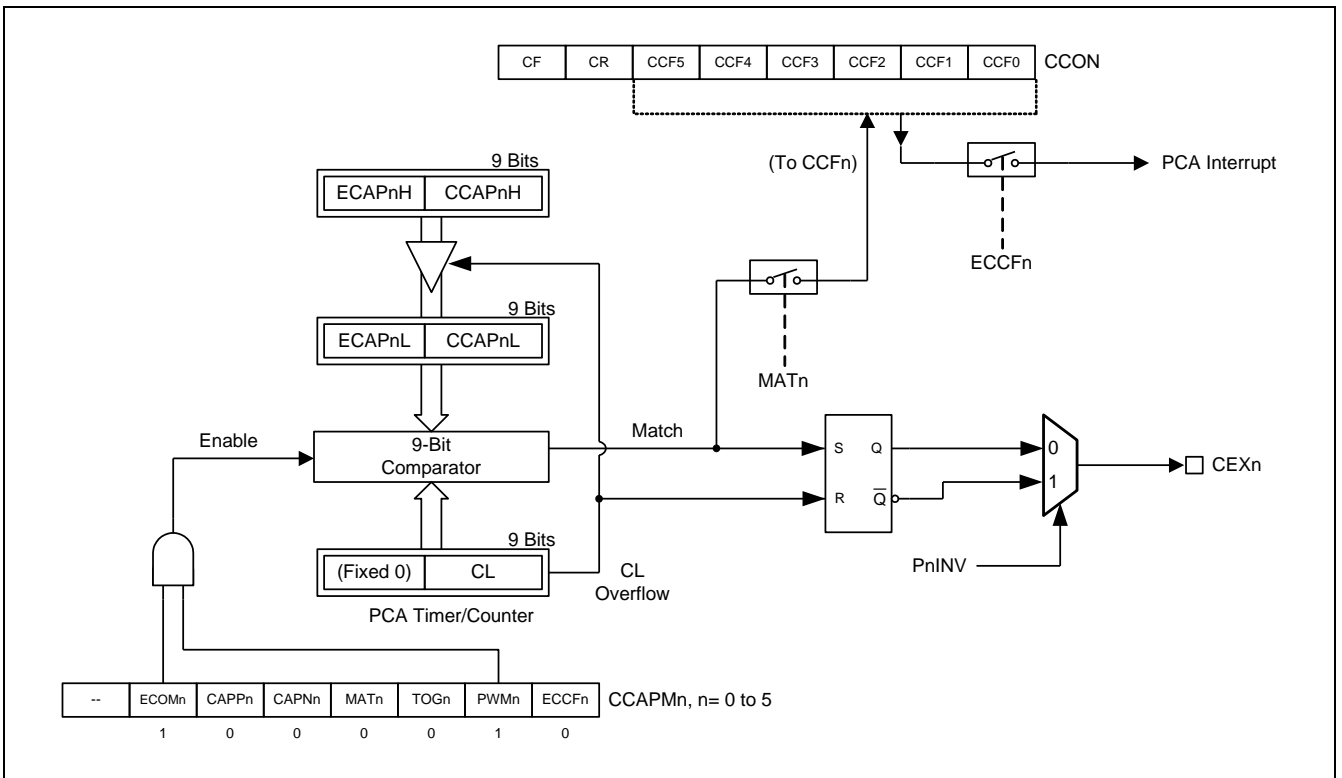 CF CR CCF5 CCF4 CCF3 CCF2 CCF1 CCF0 CCON
9 Bits
(To CCFn)
PCA Interrupt
ECAPnH CCAPnH
ECCFn
9 Bits
ECAPnL CCAPnL
MATn
Enable
9-Bit
Comparator
Match
S Q
R Q
0
1
CEXn
9 Bits
(Fixed 0) CL
CL
Overflow
PnINV
PCA Timer/Counter
-- ECOMn CAPPn CAPNn MATn TOGn PWMn ECCFn CCAPMn, n= 0 to 5
1 0 0 0 0 1 0